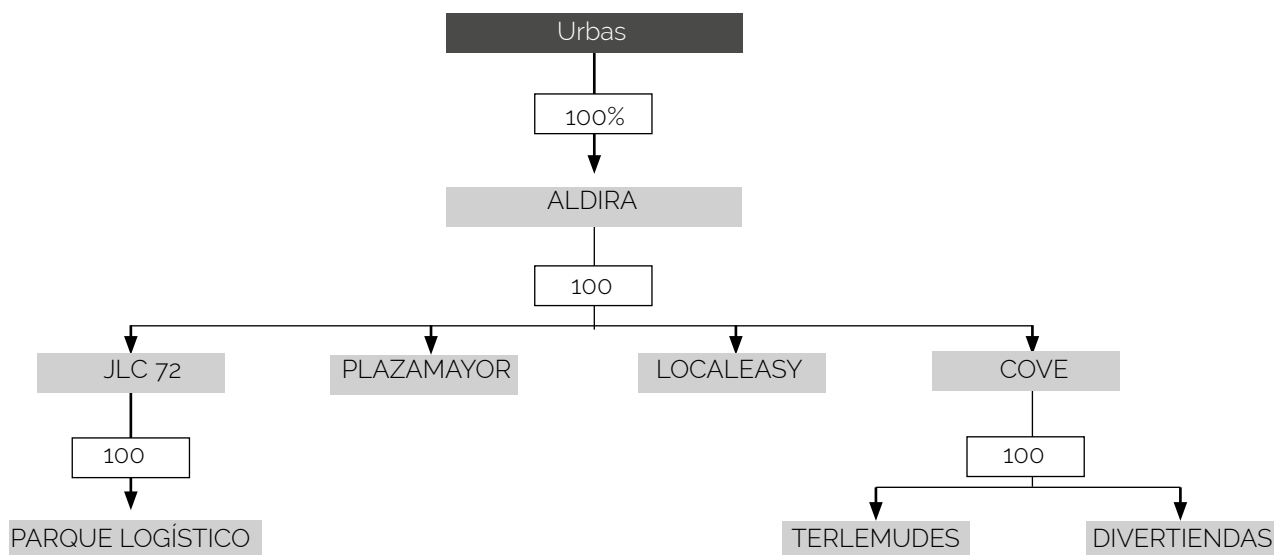 Urbas
100%
ALDIRA
100
JLC 72
PLAZAMAYOR
LOCALEASY
COVE
100
100
PARQUE LOGÍSTICO
TERLEMUDES
DIVERTIENDAS